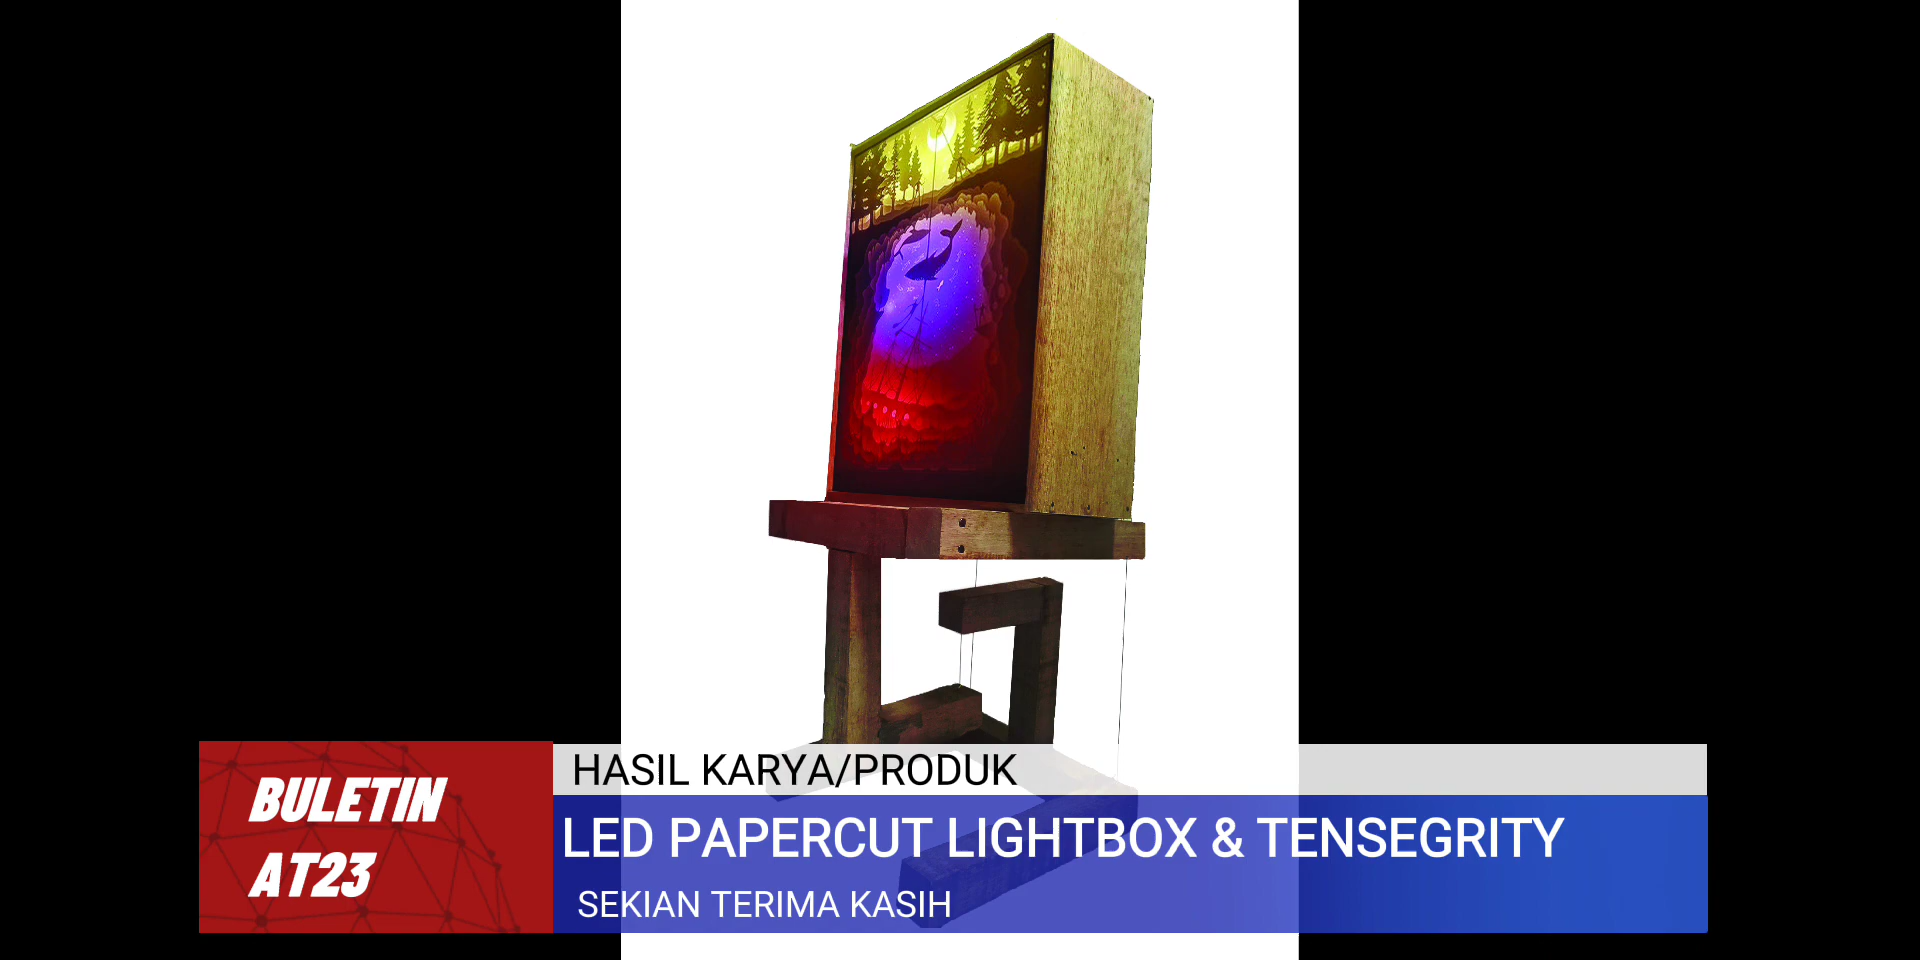 HASIL KARYA/PRODUK
BULETIN
AT23
LED PAPERCUT LIGHTBOX & TENSEGRITY
SEKIAN TERIMA KASIH